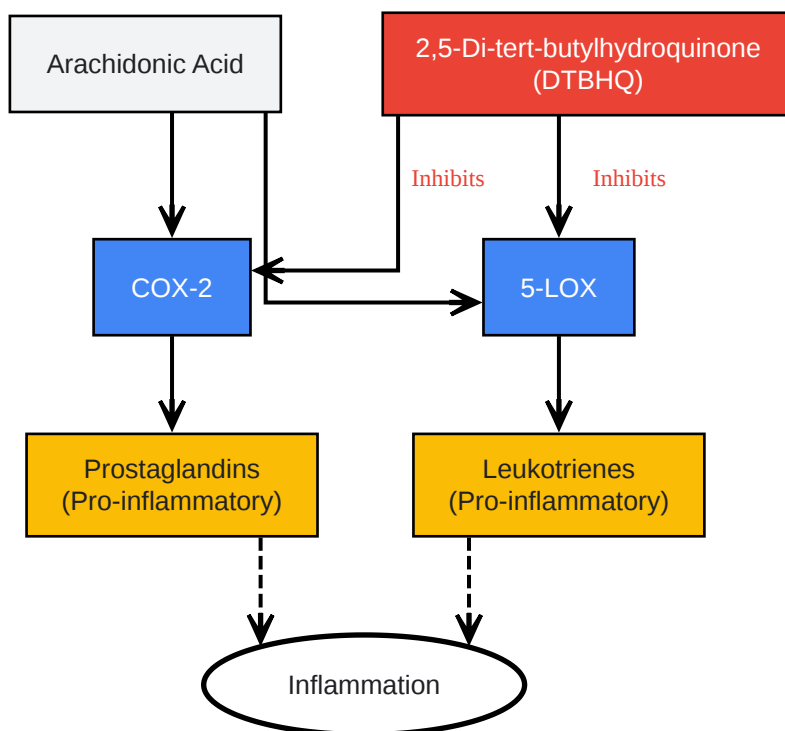 Arachidonic Acid
2,5-Di-tert-butylhydroquinone
(DTBHQ)
Inhibits
Inhibits
COX-2
5-LOX
Prostaglandins
(Pro-inflammatory)
Leukotrienes
(Pro-inflammatory)
Inflammation